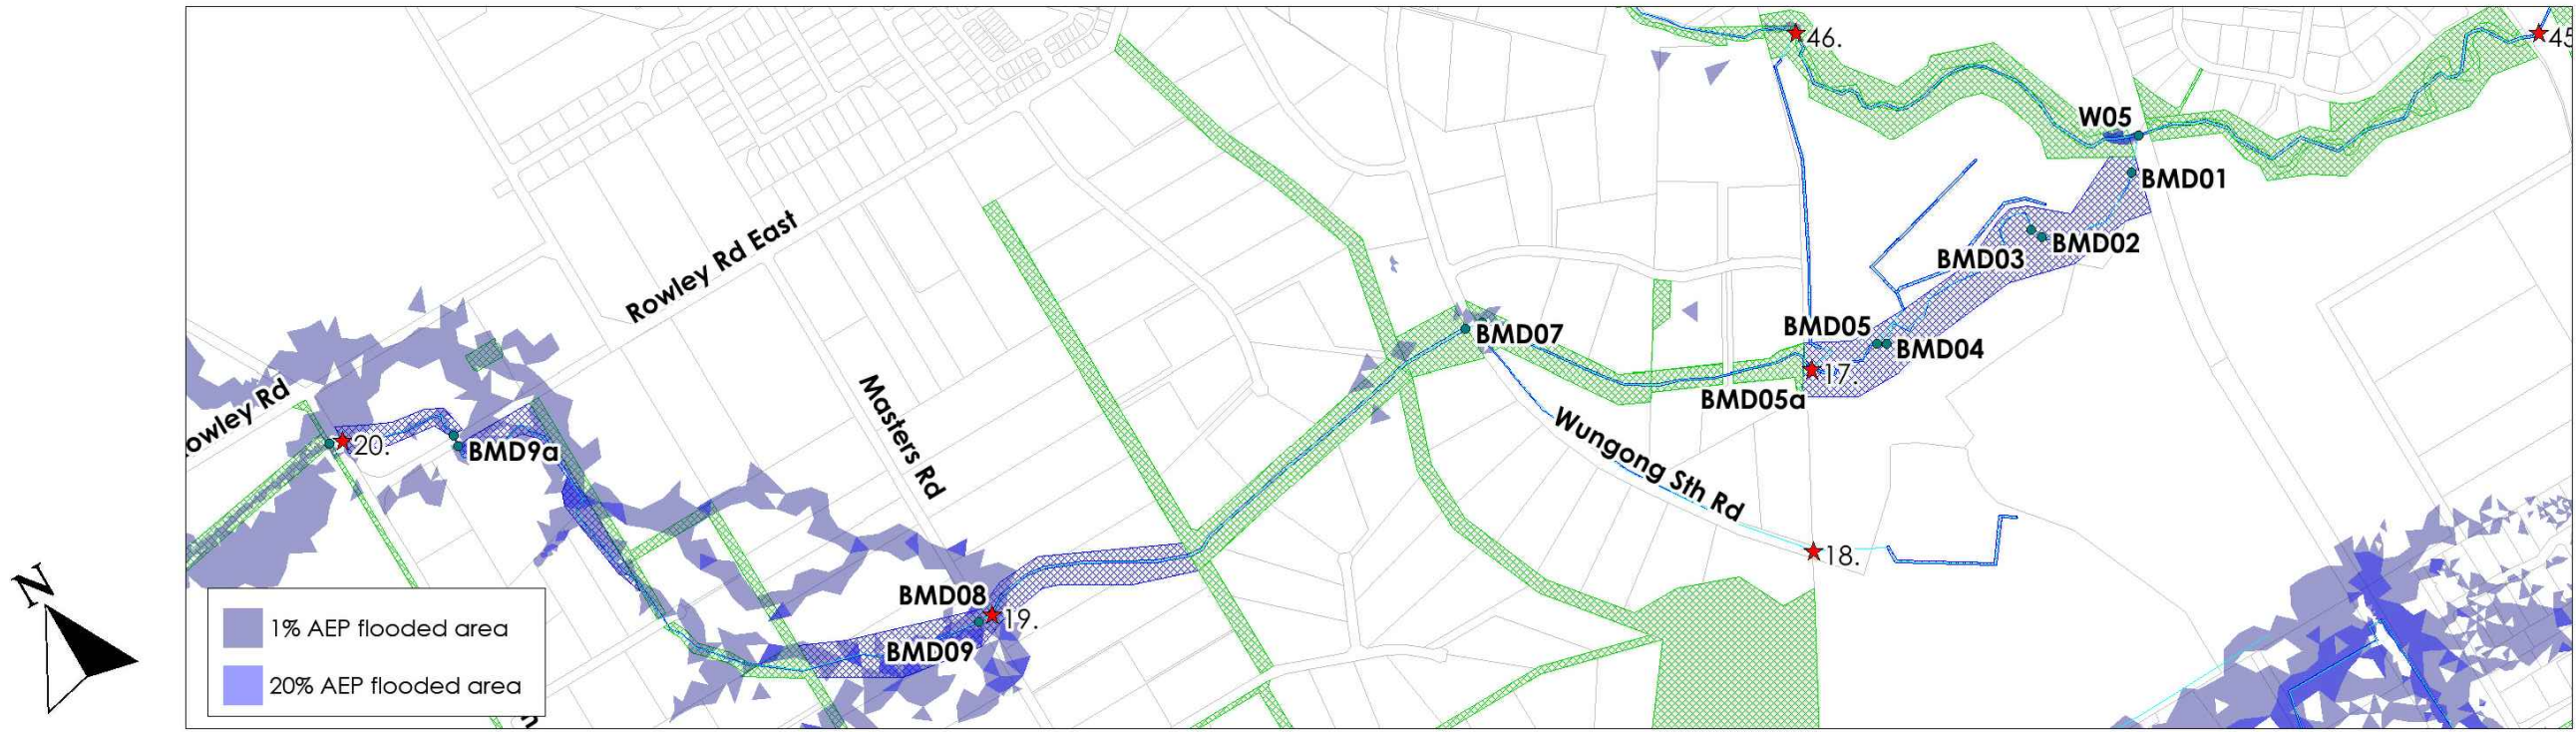 46.
45
W05
BMD01
Rowley Rd East
BMD02
BMD03
BMD05
BMD07
BMD04
17.
Masters Rd
BMD05a
owley Rd
Wungong Sth Rd
20.
BMD9a
18.
N
BMD08
19.
1% AEP flooded area
BMD09
20% AEP flooded area